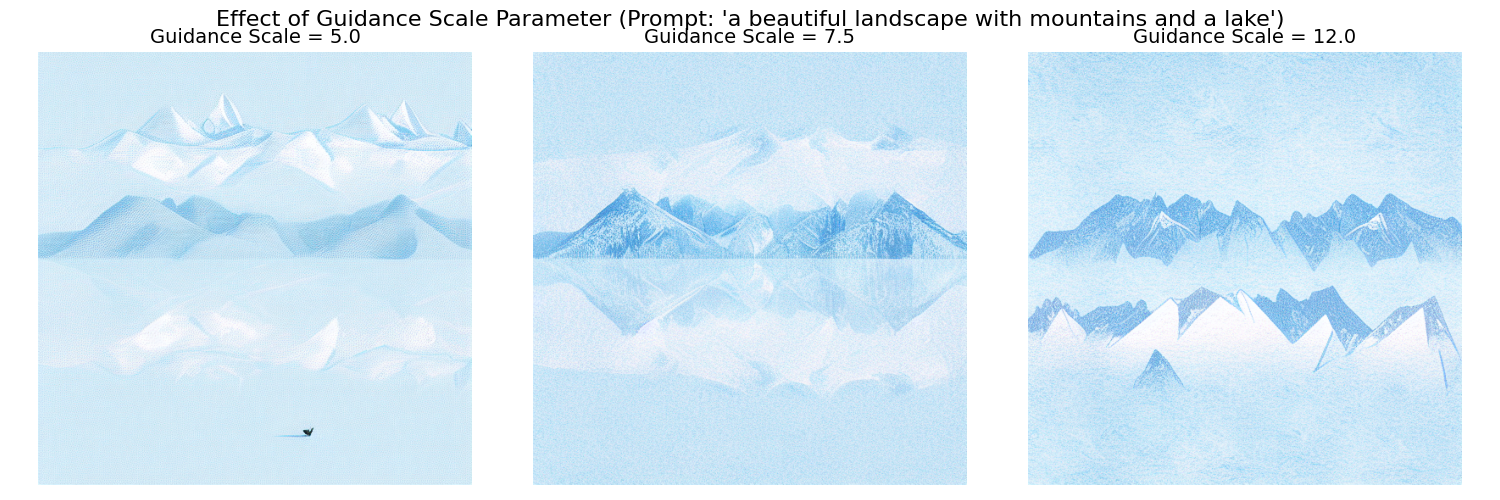 Effect of Guidance Scale Parameter (Prompt: 'a beautiful landscape with mountains and a lake')
Guidance Scale = 5.0
Guidance Scale = 7.5
Guidance Scale = 12.0